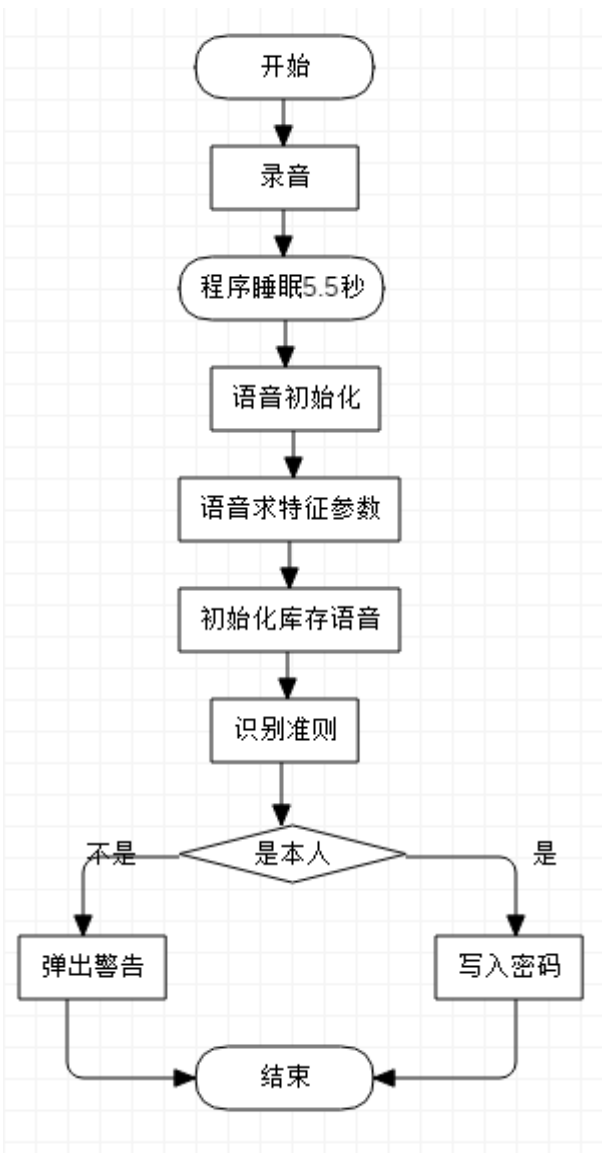 开始
录音
程序睡眠5.5秒
语音初始化
语音求特征参数
初始化库存语音
识别准则
不是
是本人
是
弹出警告
写入密码
结束